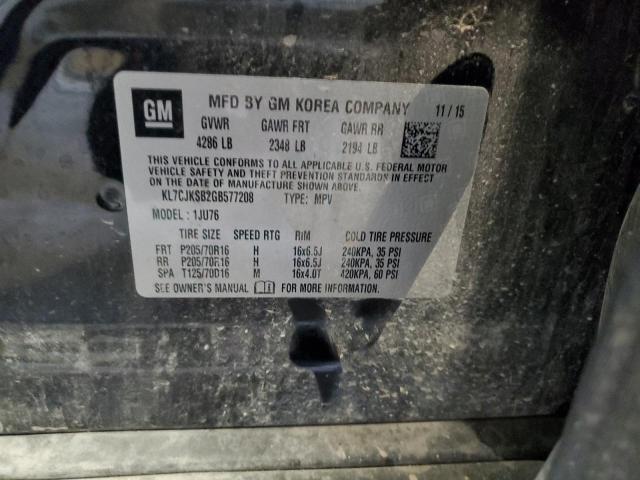 GM
MFD BY GM KOREA COMPANY 11/15
GVWR GAWR FRT GAWR RR
4286 LB 2348 LB 2194 LB
THIS VEHICLE CONFORMS TO ALL APPLICABLE U.S. FEDERAL MOTOR
VEHICLE SAFETY AND THEFT PREVENTION STANDARDS IN EFFECT
ON THE DATE OF MANUFACTURE SHOWN ABOVE.
KL7CJKSB2GB577208 TYPE: MPV
MODEL : 1JU76
TIRE SIZE SPEED RTG RIM COLD TIRE PRESSURE
FRT P205/70R16 H 16x6.5J 240KPA, 35 PSI
RR P205/70R16 H 16x6.5J 240KPA, 35 PSI
SPA T125/70D16 M 16x4.0T 420KPA, 60 PSI
SEE OWNER'S MANUAL FOR MORE INFORMATION.